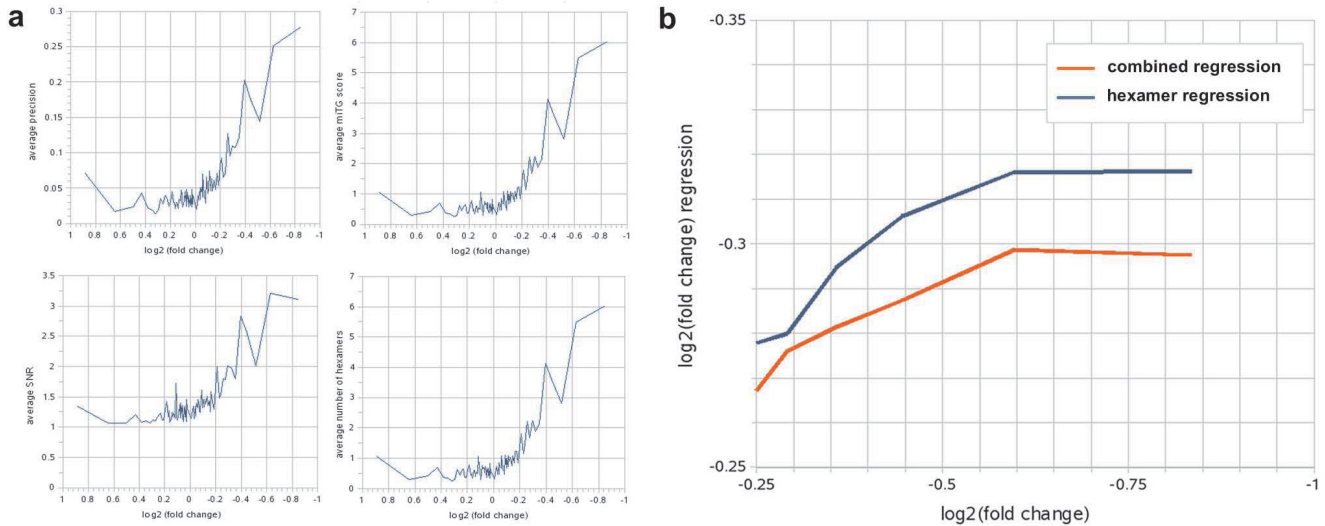 a
average precision
0.3
0.25
0.2
0.15
0.1
0.05
0
1 0.8 0.6 0.4 0.2 0 -0.2 -0.4 -0.6 -0.8 -1
log2 (fold change)
average miTG score
7
6
5
4
3
2
1
0
1 0.8 0.6 0.4 0.2 0 -0.2 -0.4 -0.6 -0.8 -1
log2 (fold change)
average SNR
3.5
3
2.5
2
1.5
1
0.5
0
1 0.8 0.6 0.4 0.2 0 -0.2 -0.4 -0.6 -0.8 -1
log2 (fold change)
average number of hexamers
7
6
5
4
3
2
1
0
1 0.8 0.6 0.4 0.2 0 -0.2 -0.4 -0.6 -0.8 -1
log2 (fold change)
b
log2(fold change) regression
-0.35
-0.3
-0.25
combined regression
hexamer regression
-0.25 -0.5 -0.75 -1
log2(fold change)